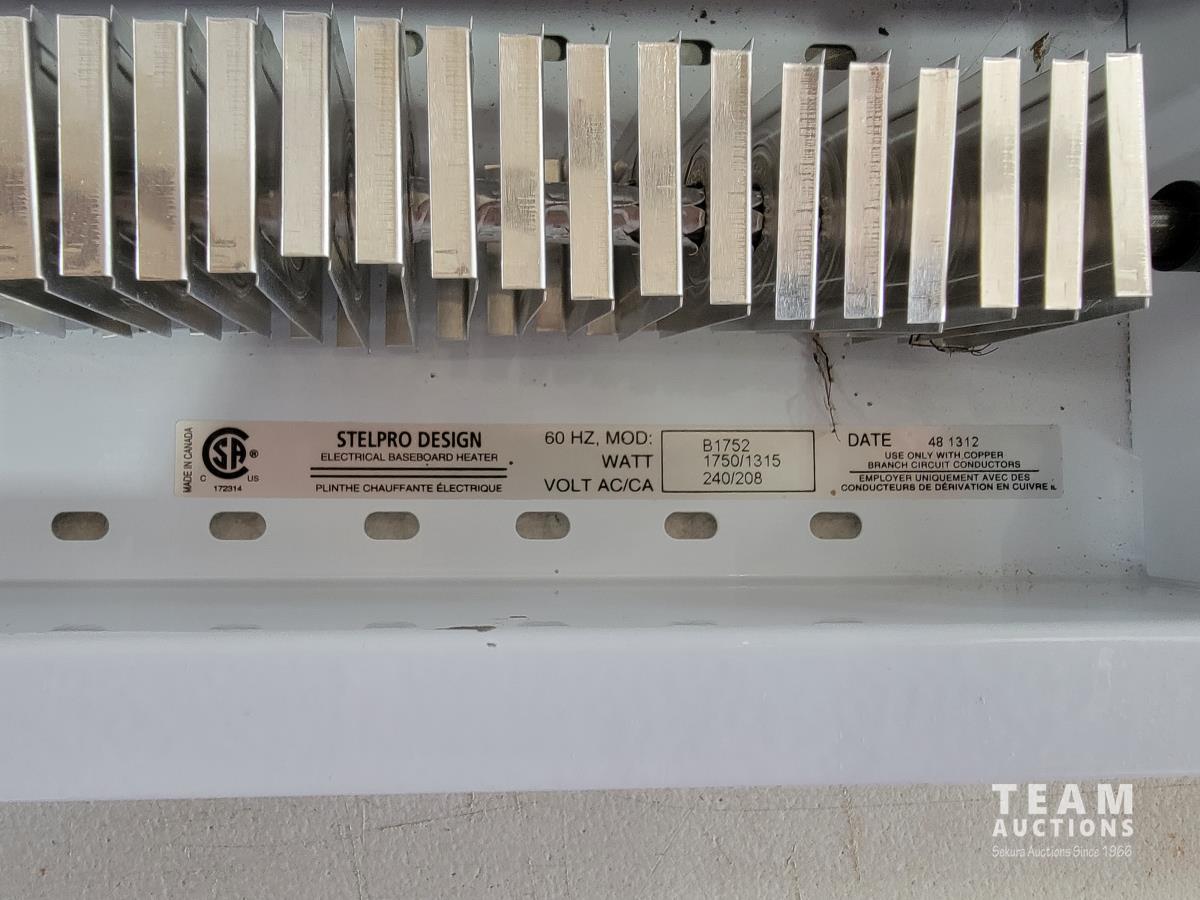 MADE IN CANADA
CSA®
C US
172314
STELPRO DESIGN
ELECTRICAL BASEBOARD HEATER
PLINTHE CHAUFFANTE ÉLECTRIQUE
60 HZ, MOD: B1752
WATT 1750/1315
VOLT AC/CA 240/208
DATE 48 1312
USE ONLY WITH COPPER
BRANCH CIRCUIT CONDUCTORS
EMPLOYER UNIQUEMENT AVEC DES
CONDUCTEURS DE DÉRIVATION EN CUIVRE
TEAM
AUCTIONS
Sekura Auctions Since 1966